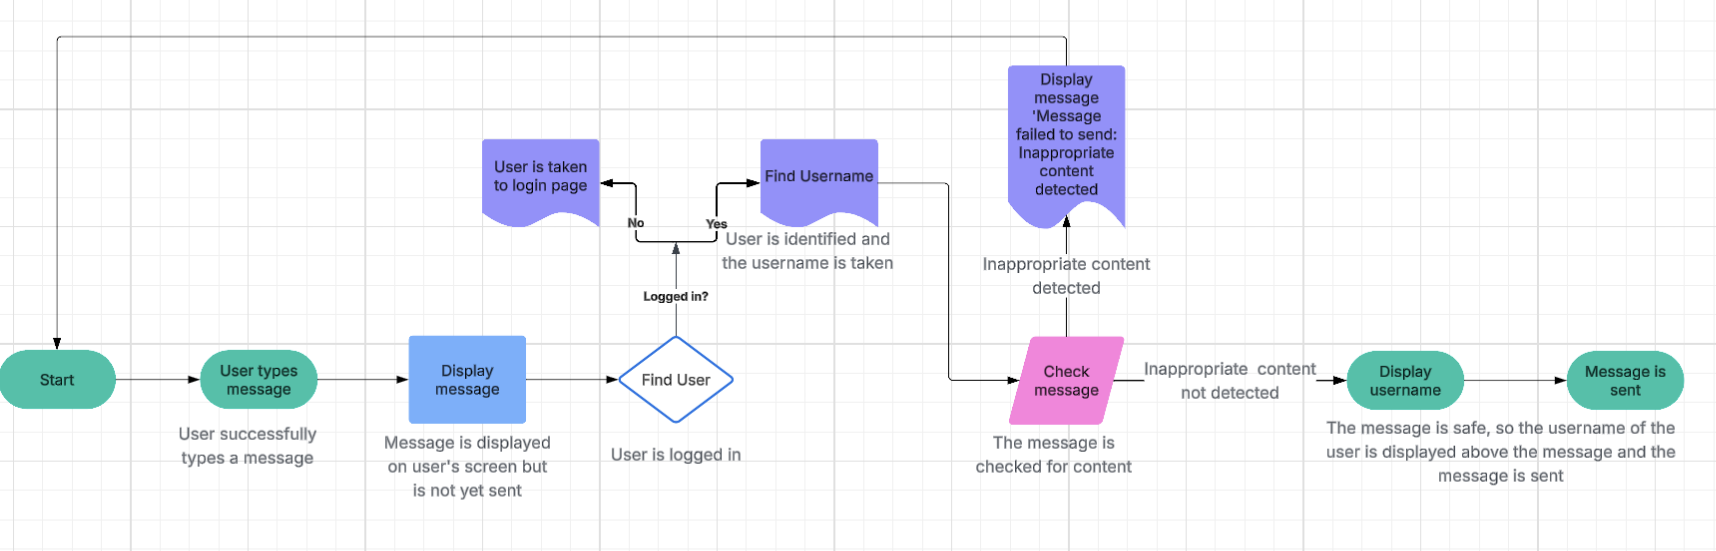 Display
message
'Message
failed to send:
Inappropriate
content
detected
User is taken
to login page
Find Username
No
Yes
User is identified and
the username is taken
Inappropriate content
detected
Logged in?
Start
User types
message
Display
message
Find User
Check
message
Inappropriate content
not detected
Display
username
Message is
sent
User successfully
types a message
Message is displayed
on user's screen but
is not yet sent
User is logged in
The message is
checked for content
The message is safe, so the username of the
user is displayed above the message and the
message is sent